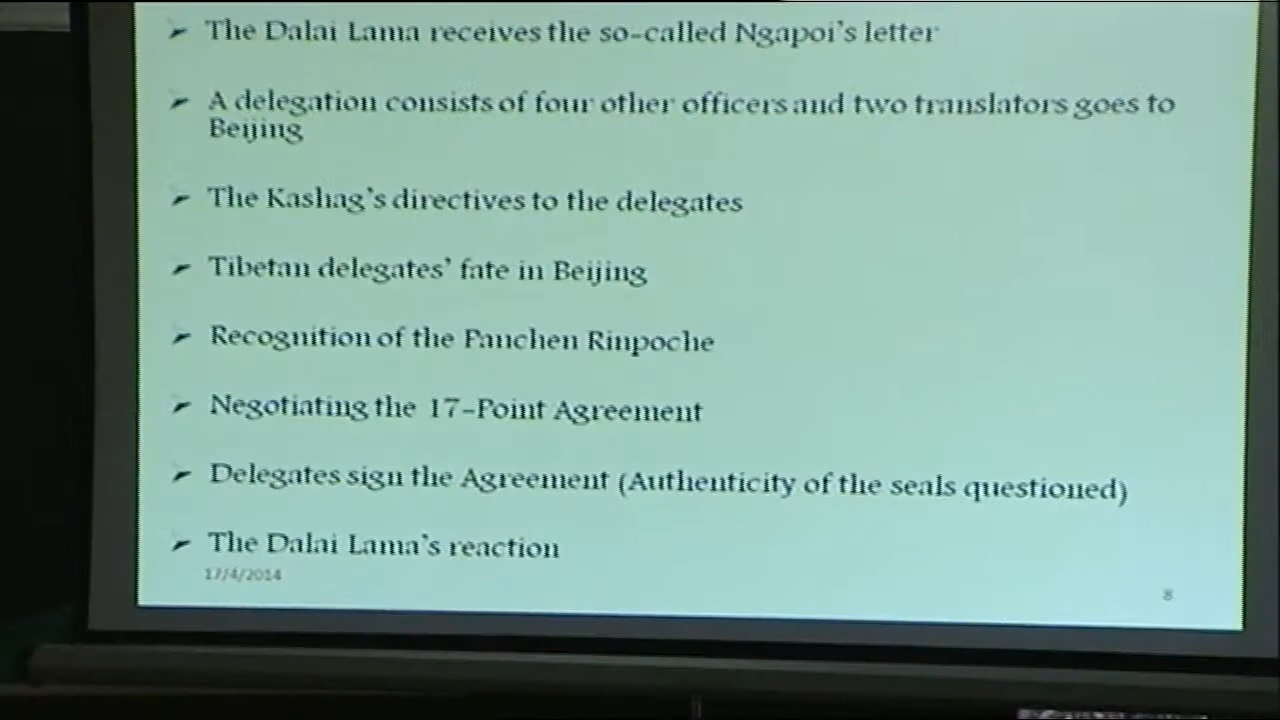 ➢ The Dalai Lama receives the so-called Ngapoi's letter
➢ A delegation consists of four other officers and two translators goes to
Beijing
➢ The Kashag's directives to the delegates
➢ Tibetan delegates' fate in Beijing
➢ Recognition of the Panchen Rinpoche
➢ Negotiating the 17-Point Agreement
➢ Delegates sign the Agreement (Authenticity of the seals questioned)
➢ The Dalai Lama's reaction
17/4/2014
8